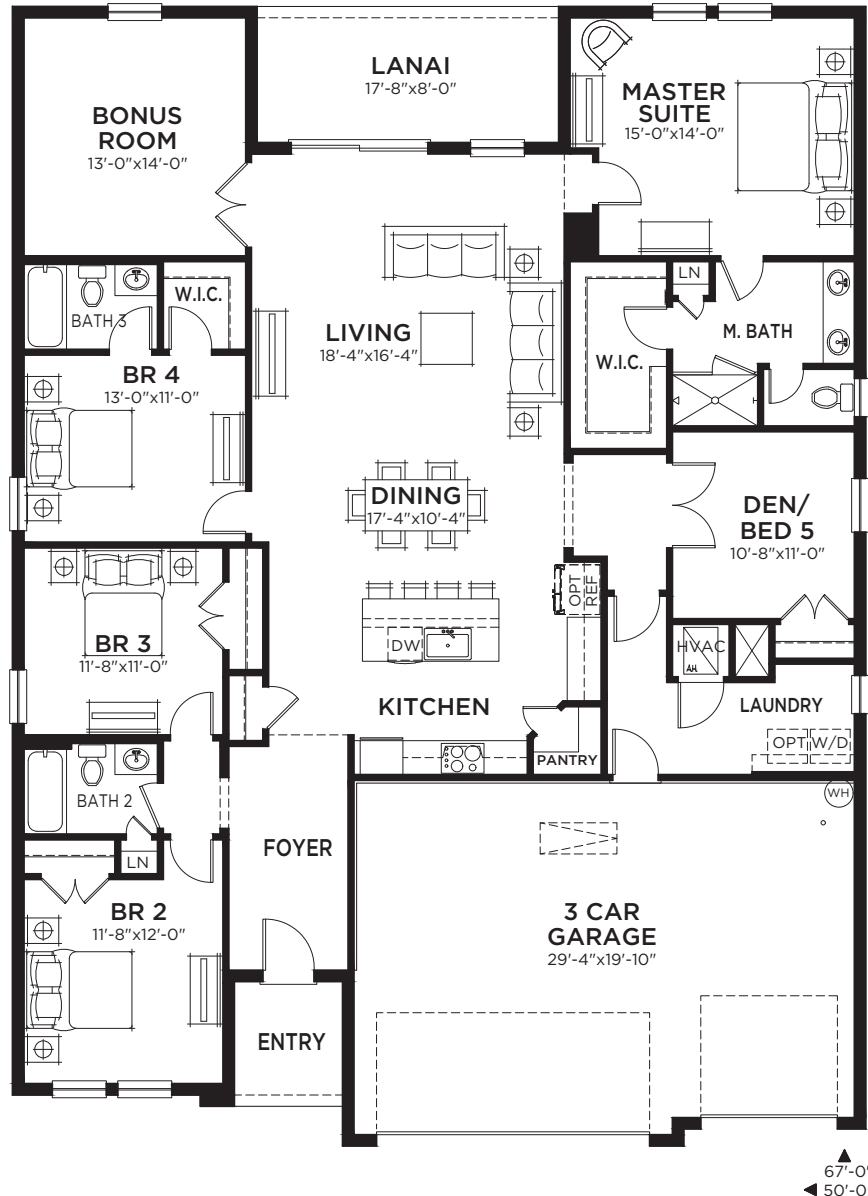 LANAI
17'-8"x8'-0"
BONUS
ROOM
13'-0"x14'-0"
MASTER
SUITE
15'-0"x14'-0"
BATH 3
W.I.C.
LN
M. BATH
W.I.C.
LIVING
18'-4"x16'-4"
BR 4
13'-0"x11'-0"
DINING
17'-4"x10'-4"
DEN/
BED 5
10'-8"x11'-0"
OPT
REF
DW
BR 3
11'-8"x11'-0"
HVAC
A.H.
KITCHEN
LAUNDRY
OPT W/D
PANTRY
WH
BATH 2
LN
FOYER
BR 2
11'-8"x12'-0"
3 CAR
GARAGE
29'-4"x19'-10"
ENTRY
67'-0"
50'-0"